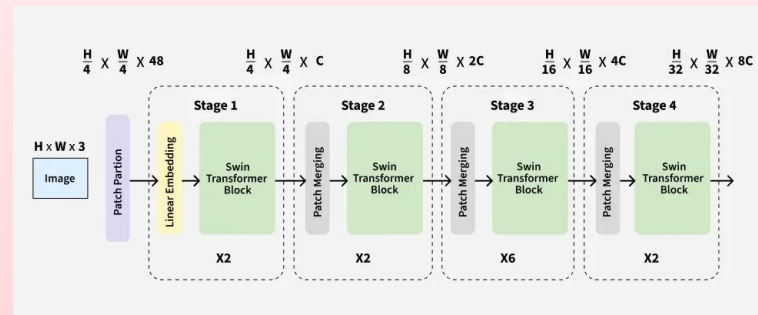 H/4 X W/4 X 48
H/4 X W/4 X C
H/8 X W/8 X 2C
H/16 X W/16 X 4C
H/32 X W/32 X 8C
H x W x 3
Image
Patch Partion
Stage 1
Linear Embedding
Swin
Transformer
Block
X2
Stage 2
Patch Merging
Swin
Transformer
Block
X2
Stage 3
Patch Merging
Swin
Transformer
Block
X6
Stage 4
Patch Merging
Swin
Transformer
Block
X2